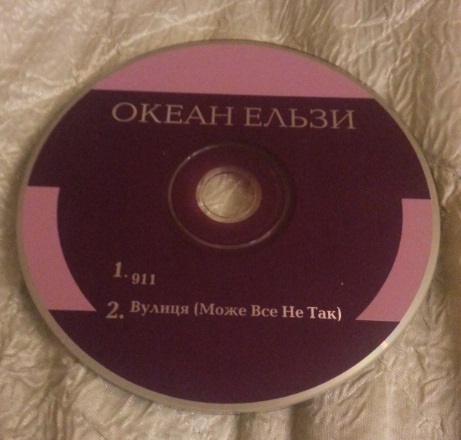 ОКЕАН ЕЛЬЗИ
1. 911
2. Вулиця (Може Все Не Так)